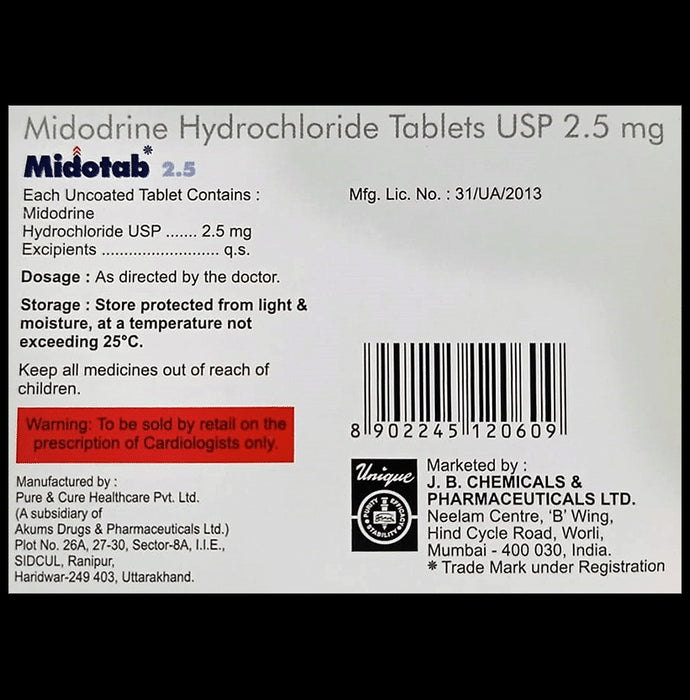 Midodrine Hydrochloride Tablets USP 2.5 mg
Midotab* 2.5
Each Uncoated Tablet Contains :
Midodrine
Hydrochloride USP ....... 2.5 mg
Excipients .......................... q.s.
Dosage : As directed by the doctor.
Storage : Store protected from light &
moisture, at a temperature not
exceeding 25°C.
Keep all medicines out of reach of
children.
Warning: To be sold by retail on the
prescription of Cardiologists only.
Manufactured by :
Pure & Cure Healthcare Pvt. Ltd.
(A subsidiary of
Akums Drugs & Pharmaceuticals Ltd.)
Plot No. 26A, 27-30, Sector-8A, I.I.E.,
SIDCUL, Ranipur,
Haridwar-249 403, Uttarakhand.
Mfg. Lic. No. : 31/UA/2013
8 902245 120609
Unique
PURITY EFFICACY
STABILITY
Marketed by :
J. B. CHEMICALS &
PHARMACEUTICALS LTD.
Neelam Centre, 'B' Wing,
Hind Cycle Road, Worli,
Mumbai - 400 030, India.
* Trade Mark under Registration